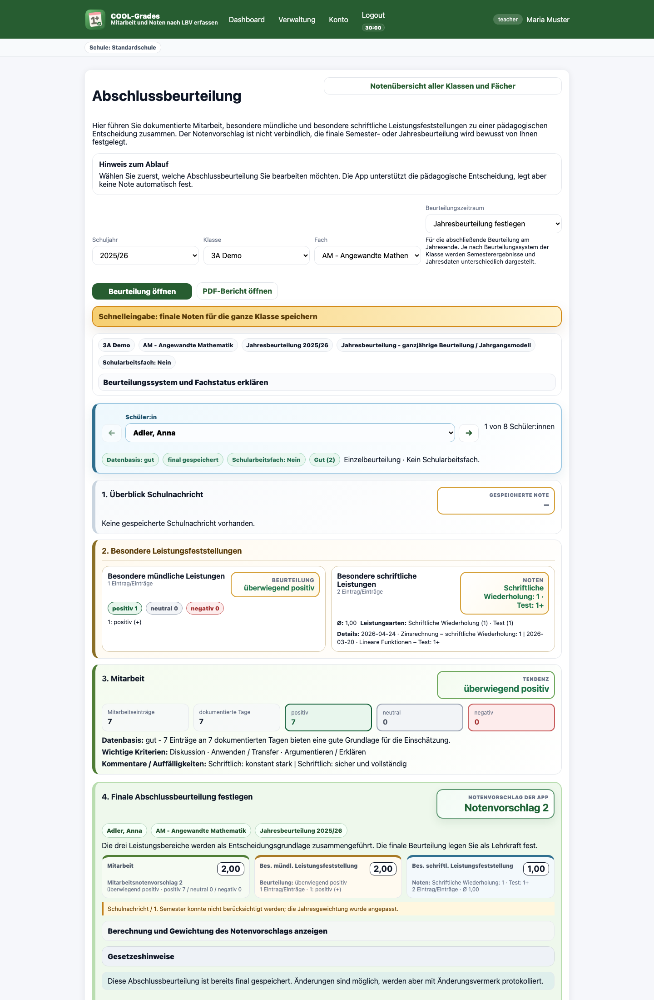 COOL-Grades
Mitarbeit und Noten nach LBV erfassen
Dashboard
Verwaltung
Konto
Logout
30:00
teacher
Maria Muster
Schule: Standardschule
Abschlussbeurteilung
Notenübersicht aller Klassen und Fächer
Hier führen Sie dokumentierte Mitarbeit, besondere mündliche und besondere schriftliche Leistungsfeststellungen zu einer pädagogischen
Entscheidung zusammen. Der Notenvorschlag ist nicht verbindlich, die finale Semester- oder Jahresbeurteilung wird bewusst von Ihnen
festgelegt.
Hinweis zum Ablauf
Wählen Sie zuerst, welche Abschlussbeurteilung Sie bearbeiten möchten. Die App unterstützt die pädagogische Entscheidung, legt aber
keine Note automatisch fest.
Schuljahr
2025/26
Klasse
3A Demo
Fach
AM - Angewandte Mathen
Beurteilungszeitraum
Jahresbeurteilung festlegen
Für die abschließende Beurteilung am
Jahresende. Je nach Beurteilungssystem der
Klasse werden Semesterergebnisse und
Jahresdaten unterschiedlich dargestellt.
Beurteilung öffnen
PDF-Bericht öffnen
Schnelleingabe: finale Noten für die ganze Klasse speichern
3A Demo
AM - Angewandte Mathematik
Jahresbeurteilung 2025/26
Jahresbeurteilung - ganzjährige Beurteilung / Jahrgangsmodell
Schularbeitsfach: Nein
Beurteilungssystem und Fachstatus erklären
Schüler:in
←
Adler, Anna
→
1 von 8 Schüler:innen
Datenbasis: gut
final gespeichert
Schularbeitsfach: Nein
Gut (2)
Einzelbeurteilung · Kein Schularbeitsfach.
1. Überblick Schulnachricht
GESPEICHERTE NOTE
–
Keine gespeicherte Schulnachricht vorhanden.
2. Besondere Leistungsfeststellungen
Besondere mündliche Leistungen
1 Eintrag/Einträge
BEURTEILUNG
überwiegend positiv
positiv 1
neutral 0
negativ 0
1: positiv (+)
Besondere schriftliche
Leistungen
2 Eintrag/Einträge
NOTEN
Schriftliche
Wiederholung: 1 ·
Test: 1+
Ø: 1,00 Leistungsarten: Schriftliche Wiederholung (1) · Test (1)
Details: 2026-04-24 · Zinsrechnung – schriftliche Wiederholung: 1 | 2026-
03-20 · Lineare Funktionen – Test: 1+
3. Mitarbeit
TENDENZ
überwiegend positiv
Mitarbeitseinträge
7
dokumentierte Tage
7
positiv
7
neutral
0
negativ
0
Datenbasis: gut - 7 Einträge an 7 dokumentierten Tagen bieten eine gute Grundlage für die Einschätzung.
Wichtige Kriterien: Diskussion · Anwenden / Transfer · Argumentieren / Erklären
Kommentare / Auffälligkeiten: Schriftlich: konstant stark | Schriftlich: sicher und vollständig
4. Finale Abschlussbeurteilung festlegen
NOTENVORSCHLAG DER APP
Notenvorschlag 2
Adler, Anna
AM - Angewandte Mathematik
Jahresbeurteilung 2025/26
Die drei Leistungsbereiche werden als Entscheidungsgrundlage zusammengeführt. Die finale Beurteilung legen Sie als Lehrkraft fest.
Mitarbeit
2,00
Mitarbeitsnotenvorschlag 2
überwiegend positiv · positiv 7 / neutral 0 / negativ 0
Bes. mündl. Leistungsfeststellung
2,00
Beurteilung: überwiegend positiv
1 Eintrag/Einträge · 1: positiv (+)
Bes. schriftl. Leistungsfeststellung
1,00
Noten: Schriftliche Wiederholung: 1 · Test: 1+
2 Eintrag/Einträge · Ø 1,00
Schulnachricht / 1. Semester konnte nicht berücksichtigt werden; die Jahresgewichtung wurde angepasst.
Berechnung und Gewichtung des Notenvorschlags anzeigen
Gesetzeshinweise
Diese Abschlussbeurteilung ist bereits final gespeichert. Änderungen sind möglich, werden aber mit Änderungsvermerk protokolliert.